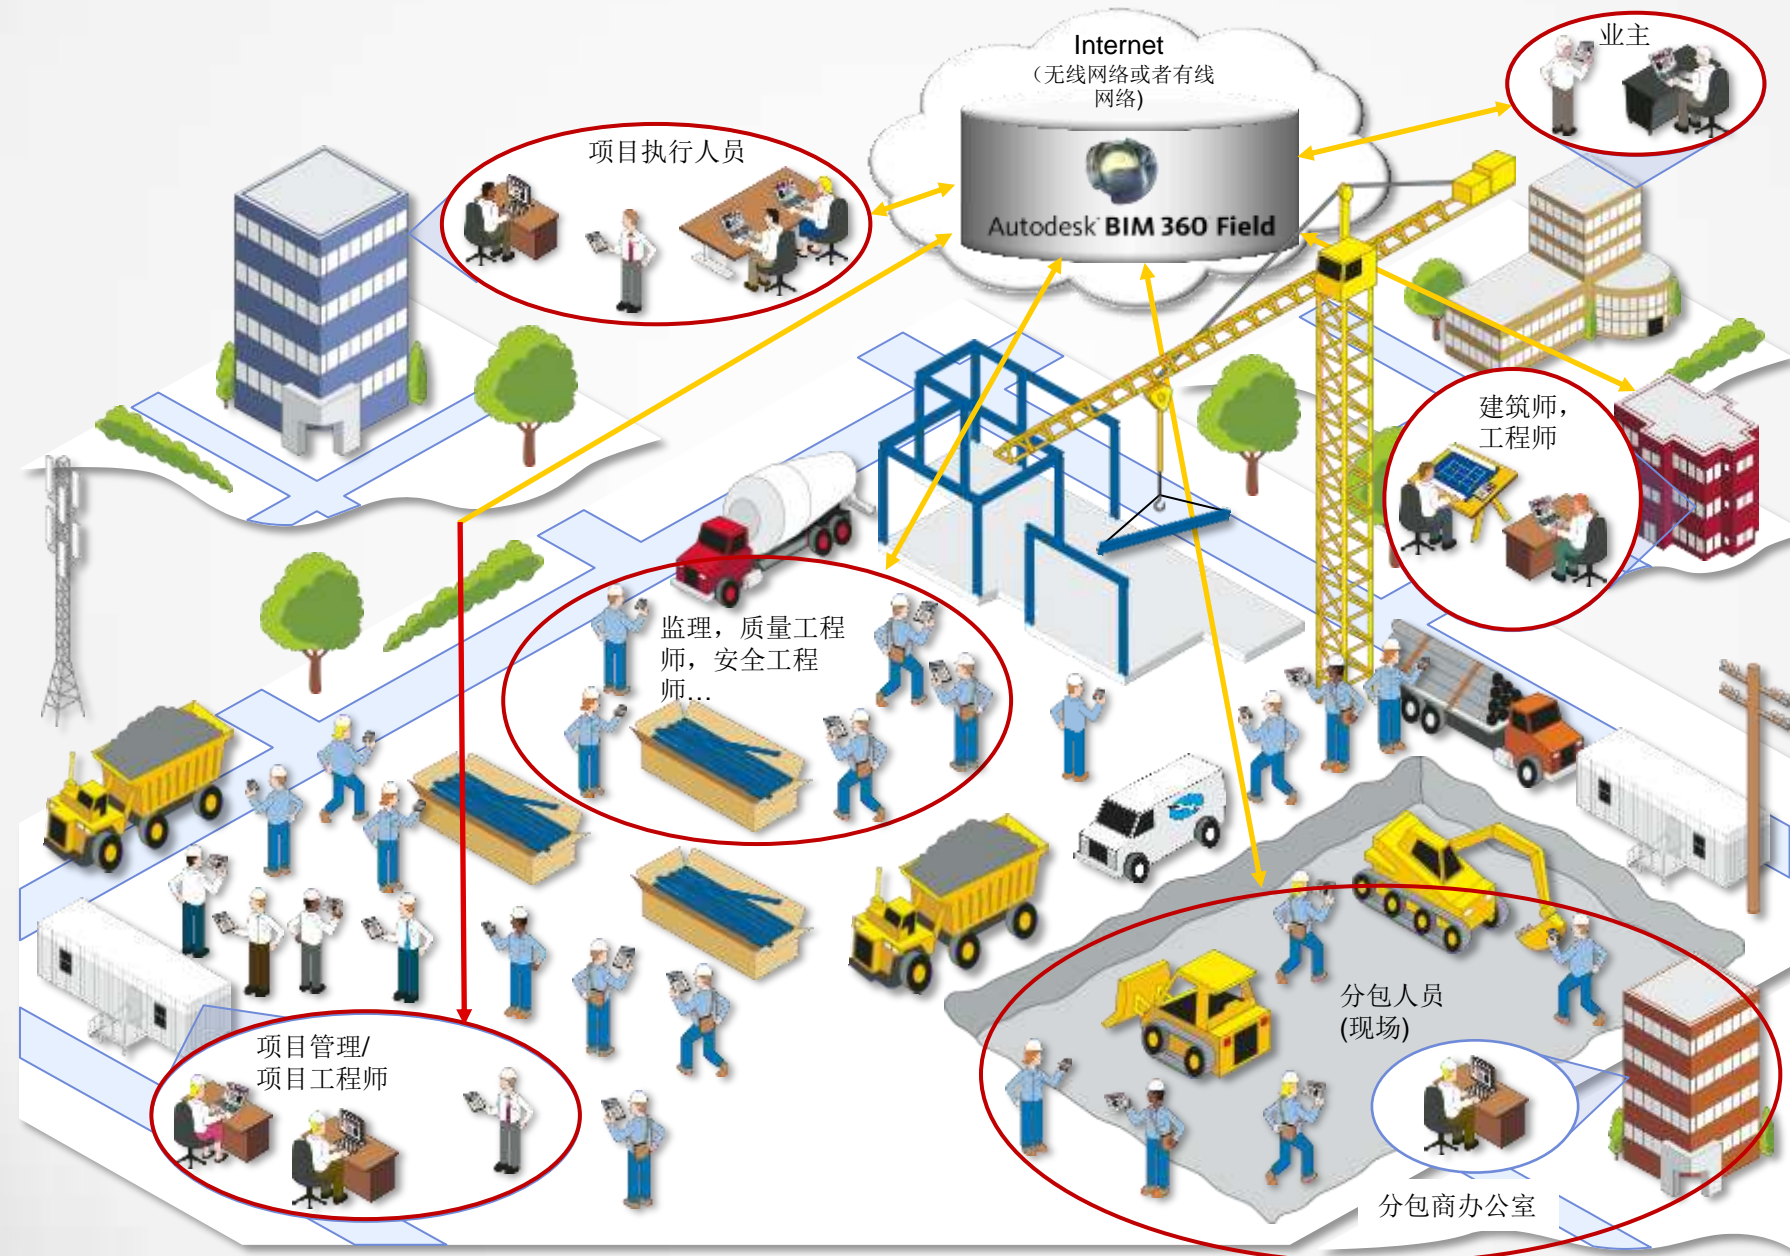 Internet
（无线网络或者有线
网络)
业主
项目执行人员
Autodesk BIM 360 Field
建筑师，
工程师
监理，质量工程
师，安全工程
师…
分包人员
(现场)
项目管理/
项目工程师
分包商办公室